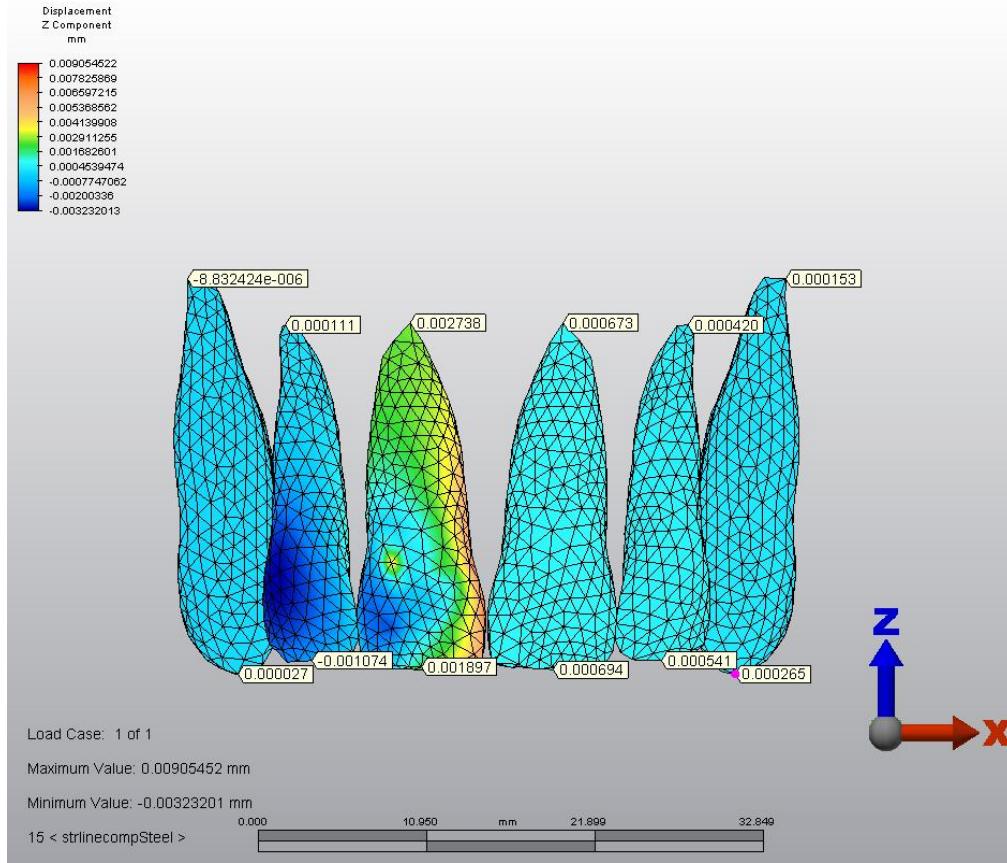 Displacement
Z Component
mm
0.009054522
0.007825869
0.006597215
0.005368562
0.004139908
0.002911255
0.001682601
0.0004539474
-0.0007747062
-0.00200336
-0.003232013
-8.832424e-006
0.000153
0.000111
0.002738
0.000673
0.000420
0.000027
-0.001074
0.001897
0.000694
0.000541
0.000265
Z
X
Load Case: 1 of 1
Maximum Value: 0.00905452 mm
Minimum Value: -0.00323201 mm
15 < strlinecompSteel >
0.000 10.950 mm 21.899 32.849